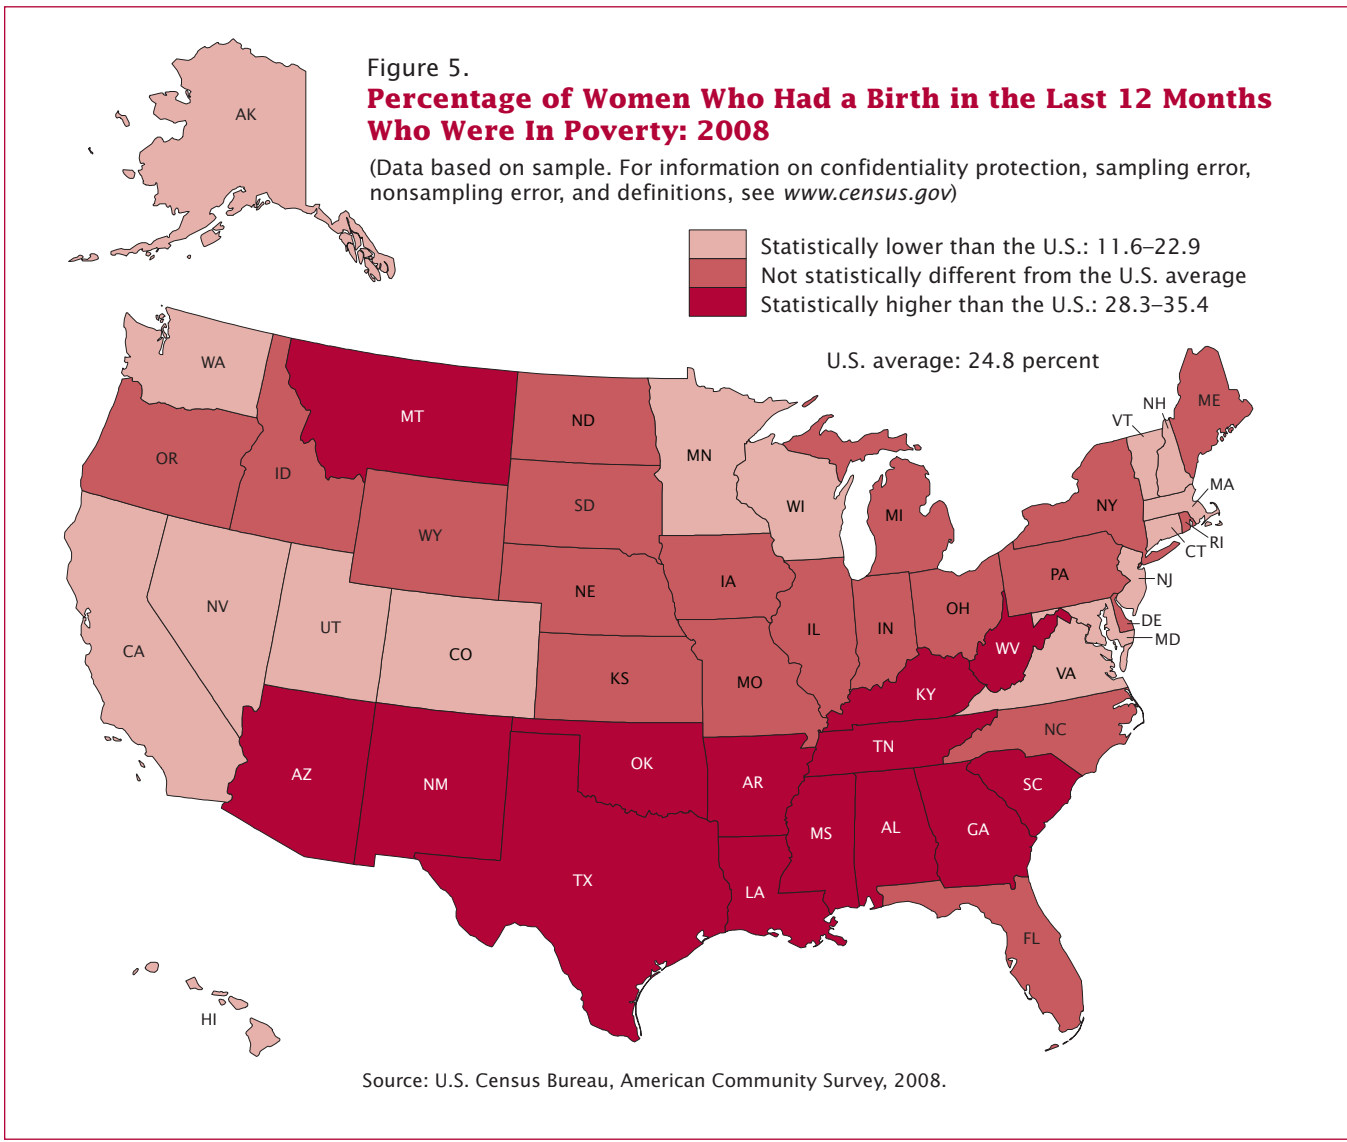 Figure 5.
Percentage of Women Who Had a Birth in the Last 12 Months
Who Were In Poverty: 2008
(Data based on sample. For information on confidentiality protection, sampling error,
nonsampling error, and definitions, see www.census.gov)
Statistically lower than the U.S.: 11.6–22.9
Not statistically different from the U.S. average
Statistically higher than the U.S.: 28.3–35.4
U.S. average: 24.8 percent
AK
WA
MT
ND
MN
VT
NH
ME
OR
ID
SD
WI
MI
NY
MA
WY
RI
CT
NV
UT
NE
IA
PA
NJ
CA
CO
KS
MO
IL
IN
OH
DE
MD
WV
VA
KY
NC
AZ
NM
OK
AR
TN
SC
TX
LA
MS
AL
GA
FL
HI
Source: U.S. Census Bureau, American Community Survey, 2008.